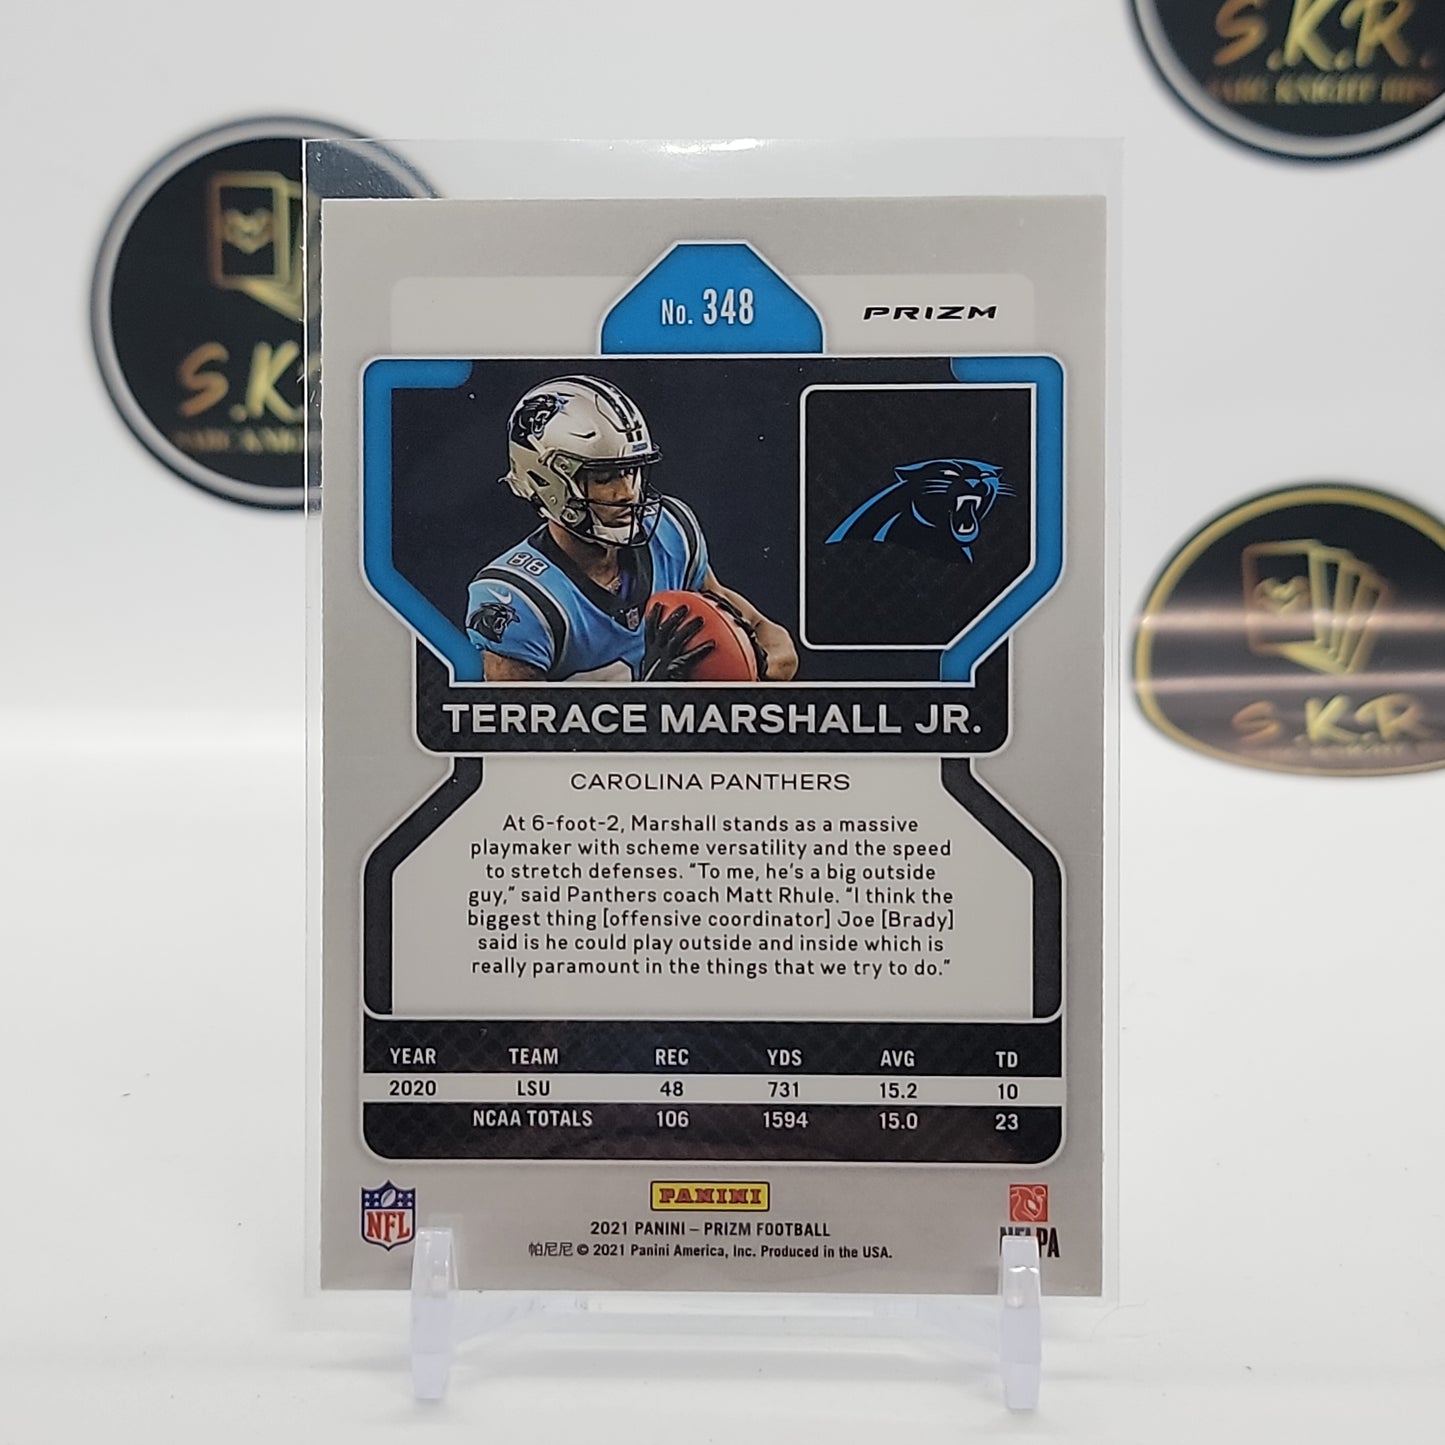 S.K.R.
No. 348
PRIZM
S.K.
88
TERRACE MARSHALL JR.
S.K.R
CAROLINA PANTHERS
At 6-foot-2, Marshall stands as a massive
playmaker with scheme versatility and the speed
to stretch defenses. “To me, he's a big outside
guy,” said Panthers coach Matt Rhule. “I think the
biggest thing [offensive coordinator] Joe [Brady]
said is he could play outside and inside which is
really paramount in the things that we try to do.”
YEAR TEAM REC YDS AVG TD
2020 LSU 48 731 15.2 10
NCAA TOTALS 106 1594 15.0 23
NFL
PANINI
2021 PANINI – PRIZM FOOTBALL
帕尼尼 © 2021 Panini America, Inc. Produced in the USA.